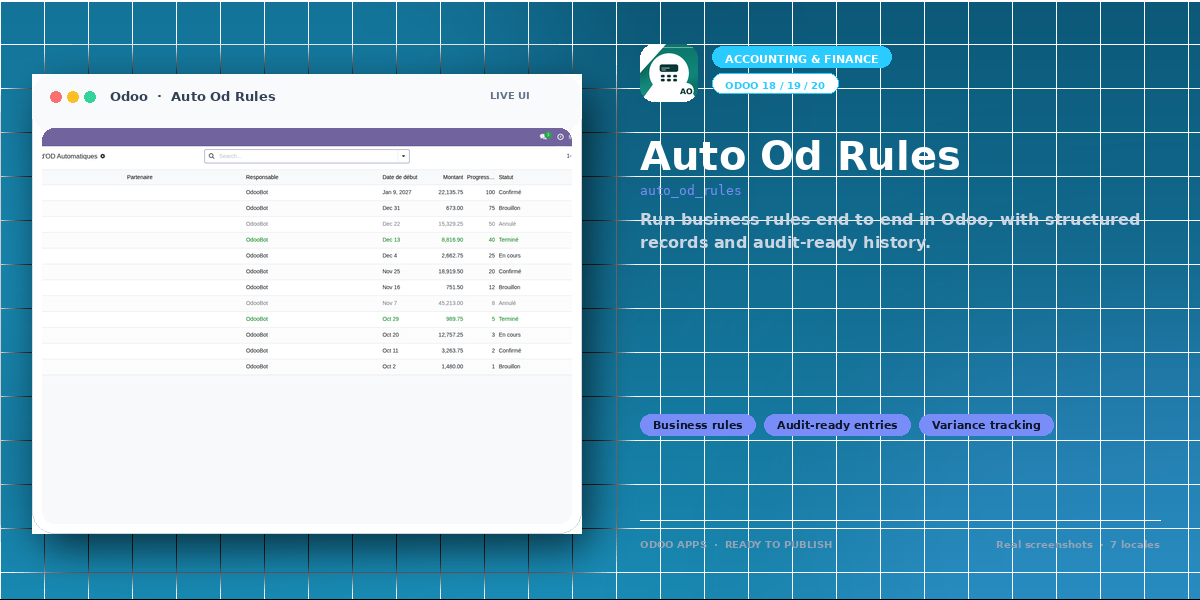 Odoo · Auto Od Rules
LIVE UI
d'OD Automatiques
Search...
Partenaire Responsable Date de début Montant Progress... Statut
OdooBot Jan 9, 2027 22,135.75 100 Confirmé
OdooBot Dec 31 673.00 75 Brouillon
OdooBot Dec 22 15,329.25 50 Annulé
OdooBot Dec 13 8,816.90 40 Terminé
OdooBot Dec 4 2,662.75 25 En cours
OdooBot Nov 25 18,919.50 20 Confirmé
OdooBot Nov 16 751.50 12 Brouillon
OdooBot Nov 7 45,213.00 8 Annulé
OdooBot Oct 29 989.75 5 Terminé
OdooBot Oct 20 12,757.25 3 En cours
OdooBot Oct 11 3,263.75 2 Confirmé
OdooBot Oct 2 1,480.00 1 Brouillon
AO
ACCOUNTING & FINANCE
ODOO 18 / 19 / 20
Auto Od Rules
auto_od_rules
Run business rules end to end in Odoo, with structured
records and audit-ready history.
Business rules
Audit-ready entries
Variance tracking
ODOO APPS · READY TO PUBLISH
Real screenshots · 7 locales